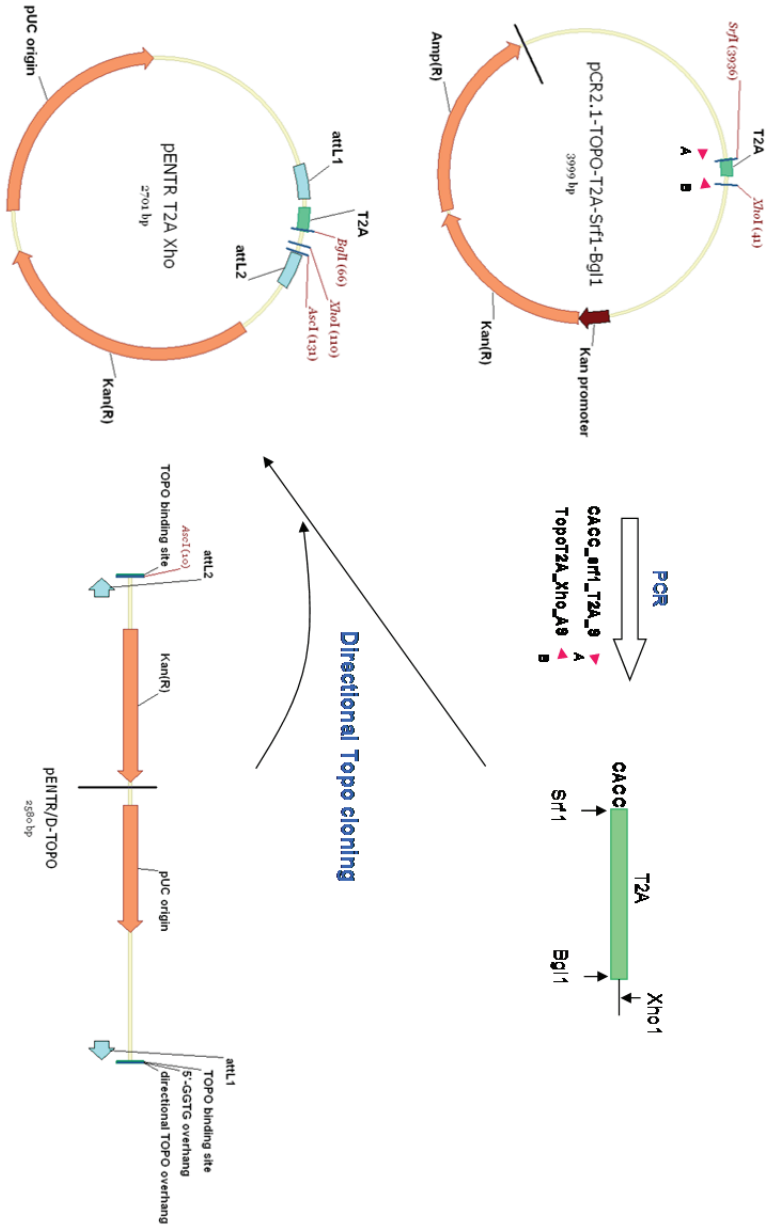 SrfI (3936)
T2A
XhoI (41)
A
B
Amp(R)
pCR2.1-TOPO-T2A-Srf1-Bgl1
3999 bp
Kan(R)
Kan promoter
PCR
CACC_srf1_T2A_S
A
TopoT2A_Xho_AS
B
CACC
T2A
Srf1
Bgl1
Xho1
Directional Topo cloning
pUC origin
attL1
T2A
BglI (66)
XhoI (110)
AscI (131)
attL2
pENTR T2A Xho
2701 bp
Kan(R)
attL2
AscI (10)
TOPO binding site
Kan(R)
pUC origin
pENTR/D-TOPO
2580 bp
attL1
TOPO binding site
5'-GGTG overhang
directional TOPO overhang